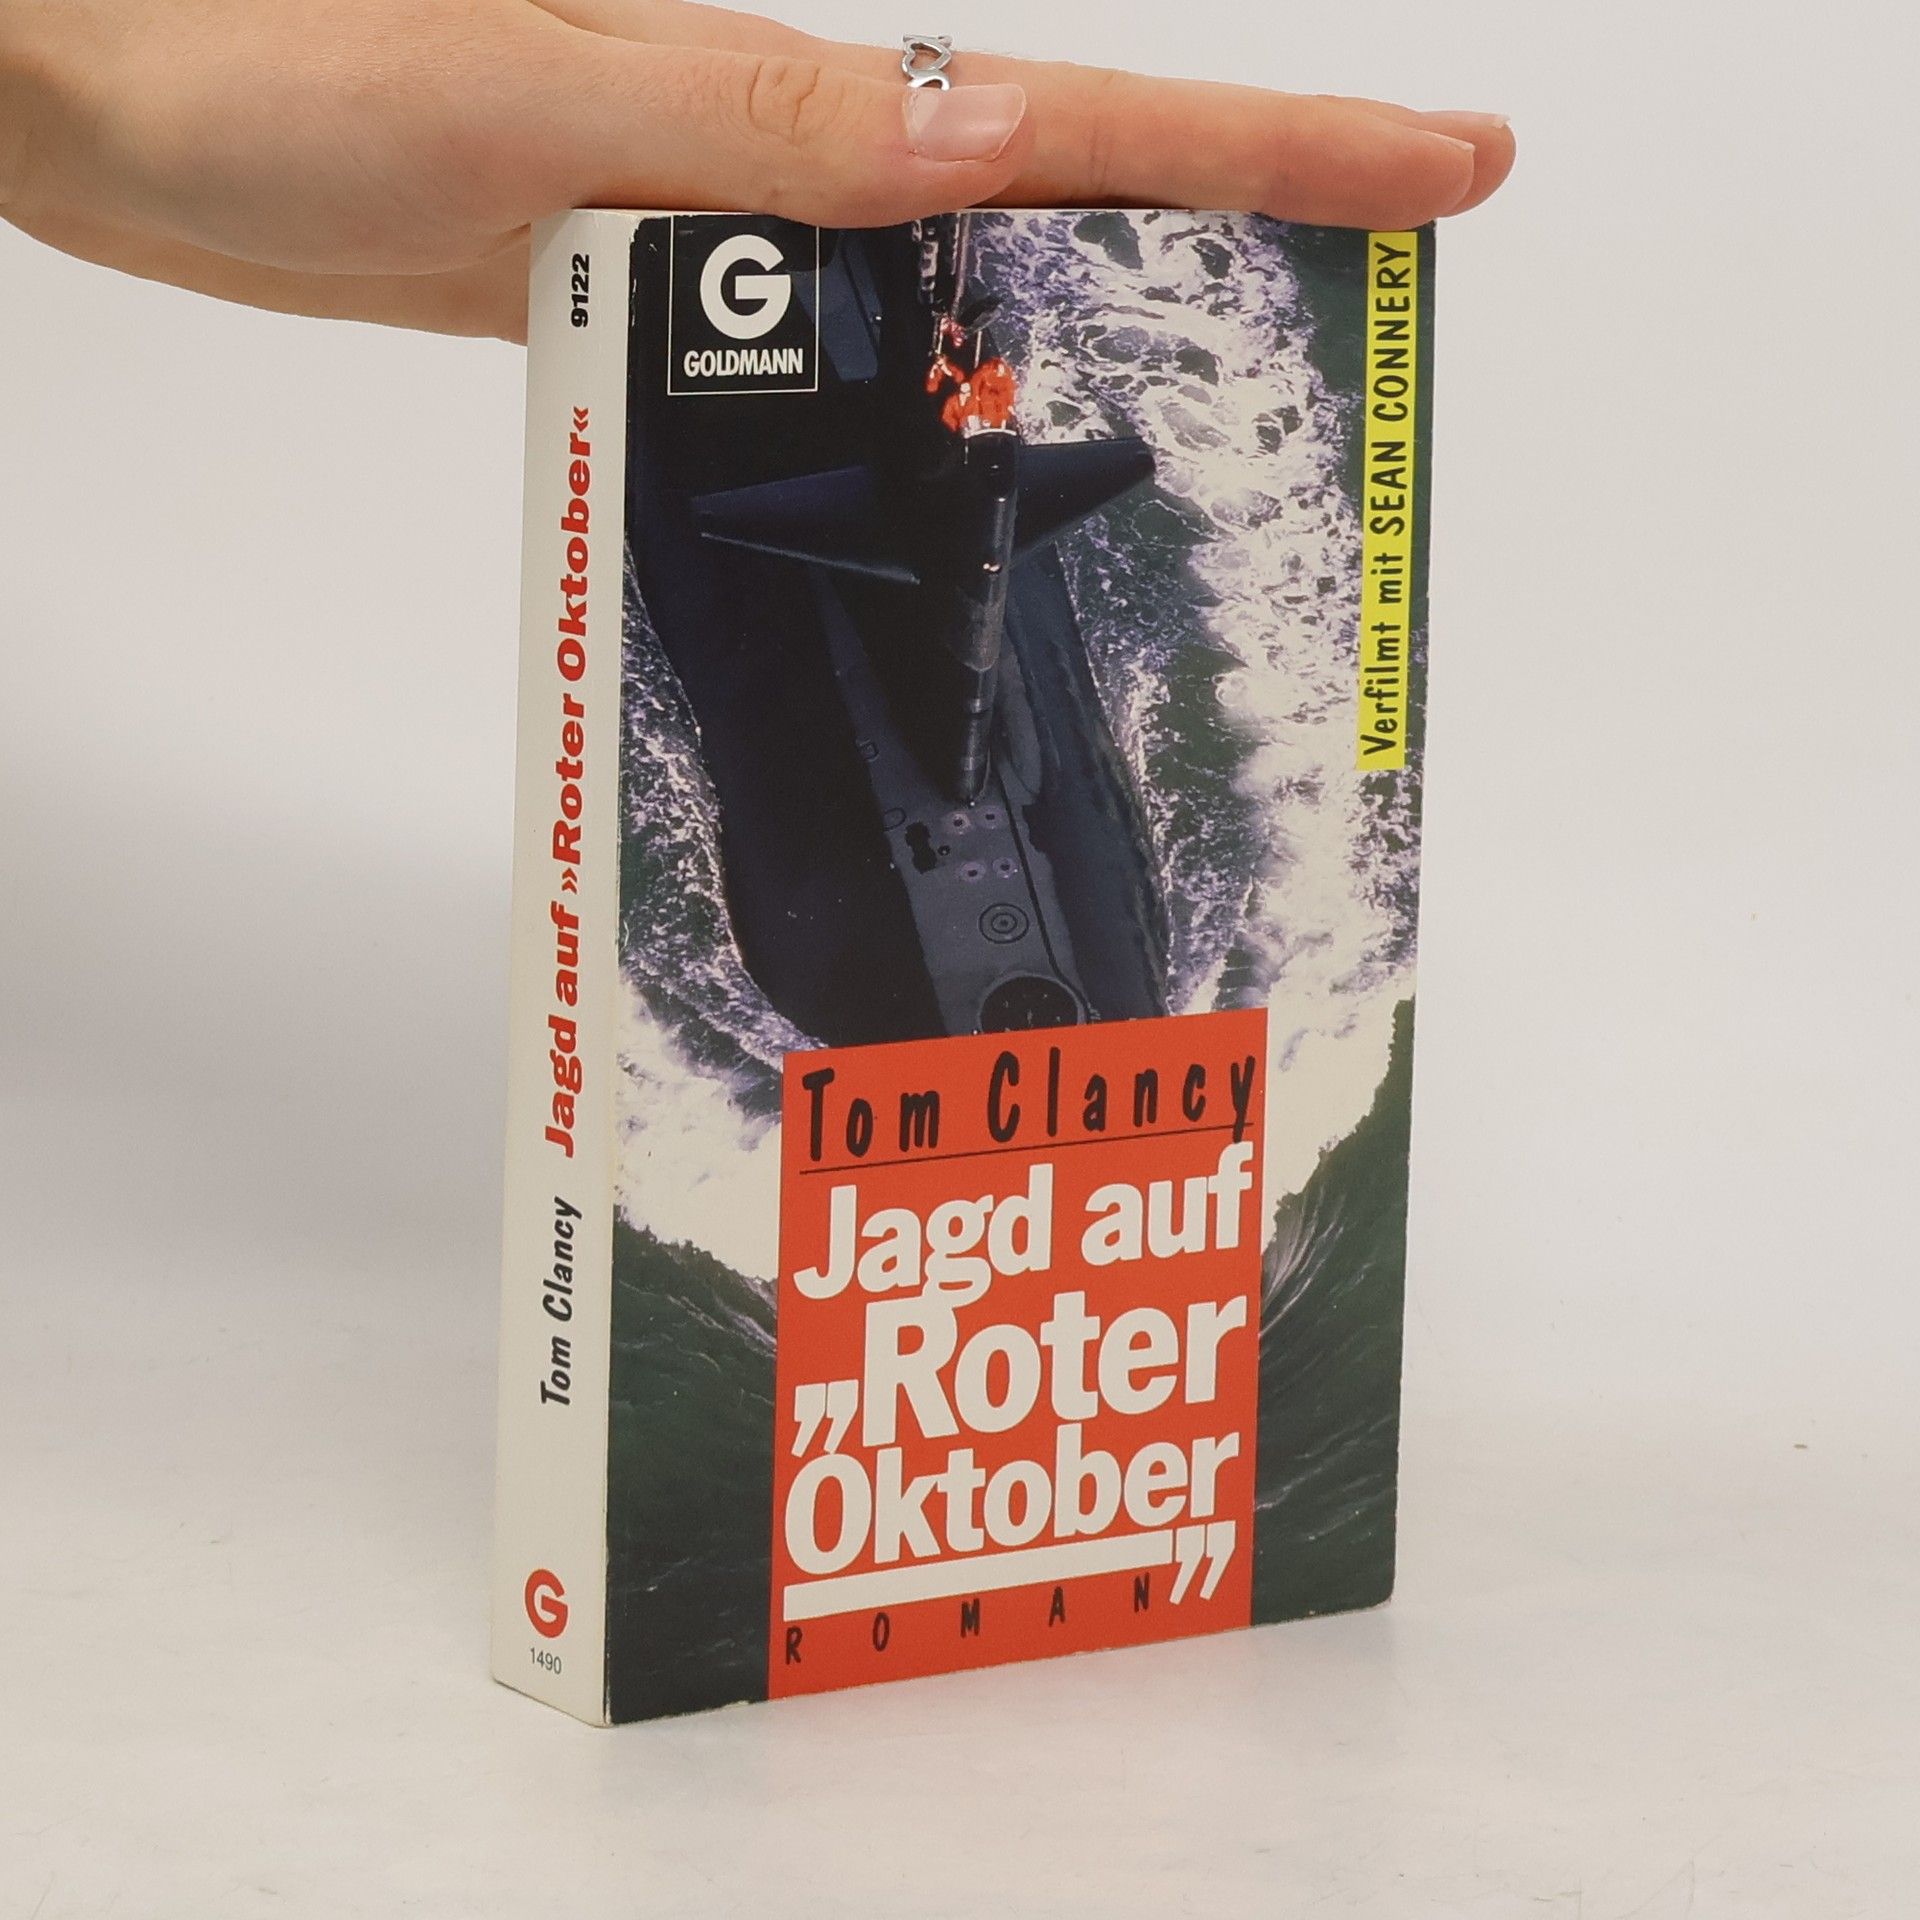 9122
Jagd auf »Roter Oktober«
Tom Clancy
G
1490
G
GOLDMANN
Verfilmt mit SEAN CONNERY
Tom Clancy
Jagd auf
„Roter
Oktober
”
ROMAN